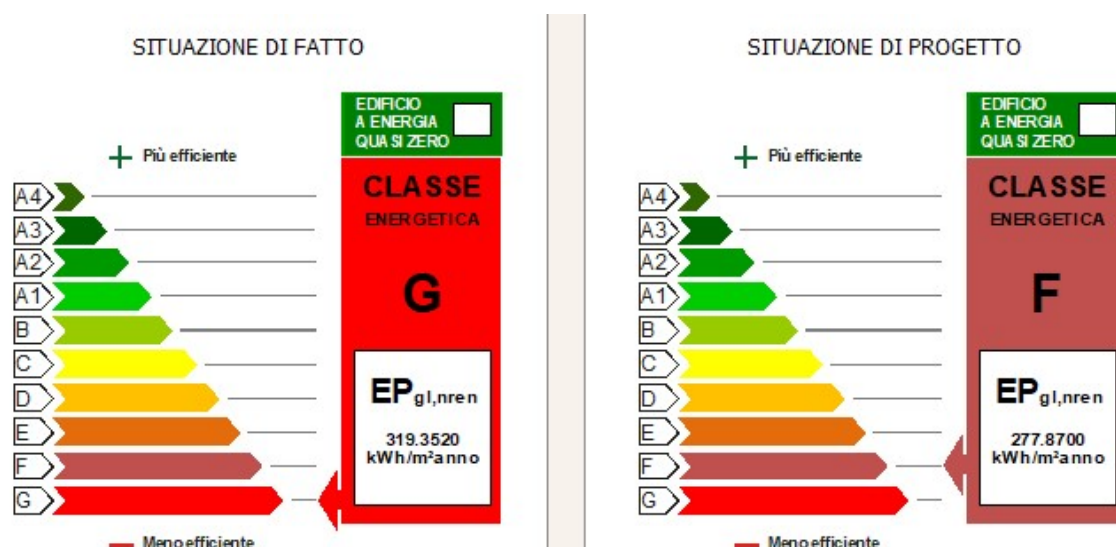 SITUAZIONE DI FATTO
EDIFICIO
A ENERGIA
QUASI ZERO
+ Più efficiente
CLASSE
ENERGETICA
G
A4
A3
A2
A1
B
C
D
E
F
G
EPgl,nren
319.3520
kWh/m²anno
Meno efficiente
SITUAZIONE DI PROGETTO
EDIFICIO
A ENERGIA
QUASI ZERO
+ Più efficiente
CLASSE
ENERGETICA
F
A4
A3
A2
A1
B
C
D
E
F
G
EPgl,nren
277.8700
kWh/m²anno
Meno efficiente